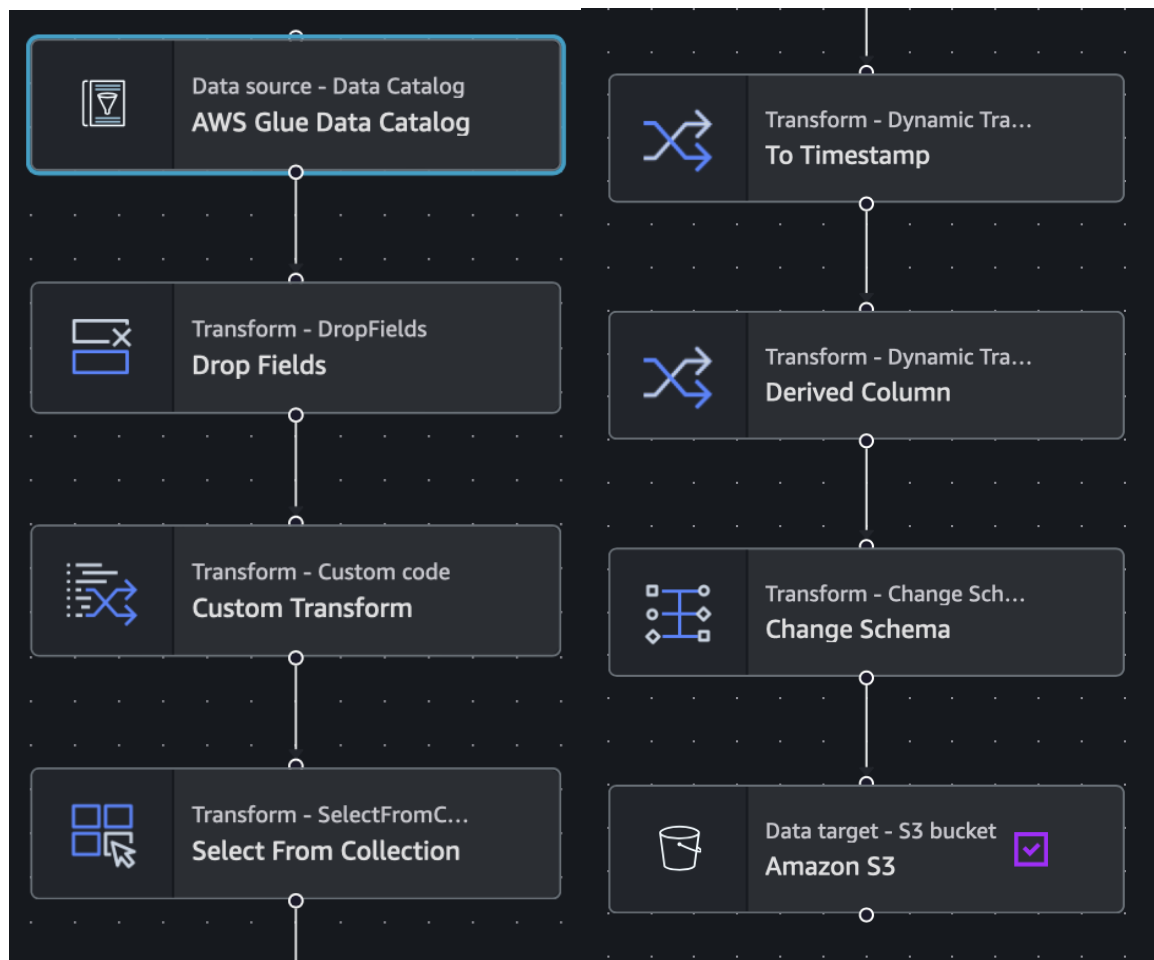 Data source - Data Catalog
AWS Glue Data Catalog
Transform - DropFields
Drop Fields
Transform - Custom code
Custom Transform
Transform - SelectFromC...
Select From Collection
Transform - Dynamic Tra...
To Timestamp
Transform - Dynamic Tra...
Derived Column
Transform - Change Sch...
Change Schema
Data target - S3 bucket
Amazon S3